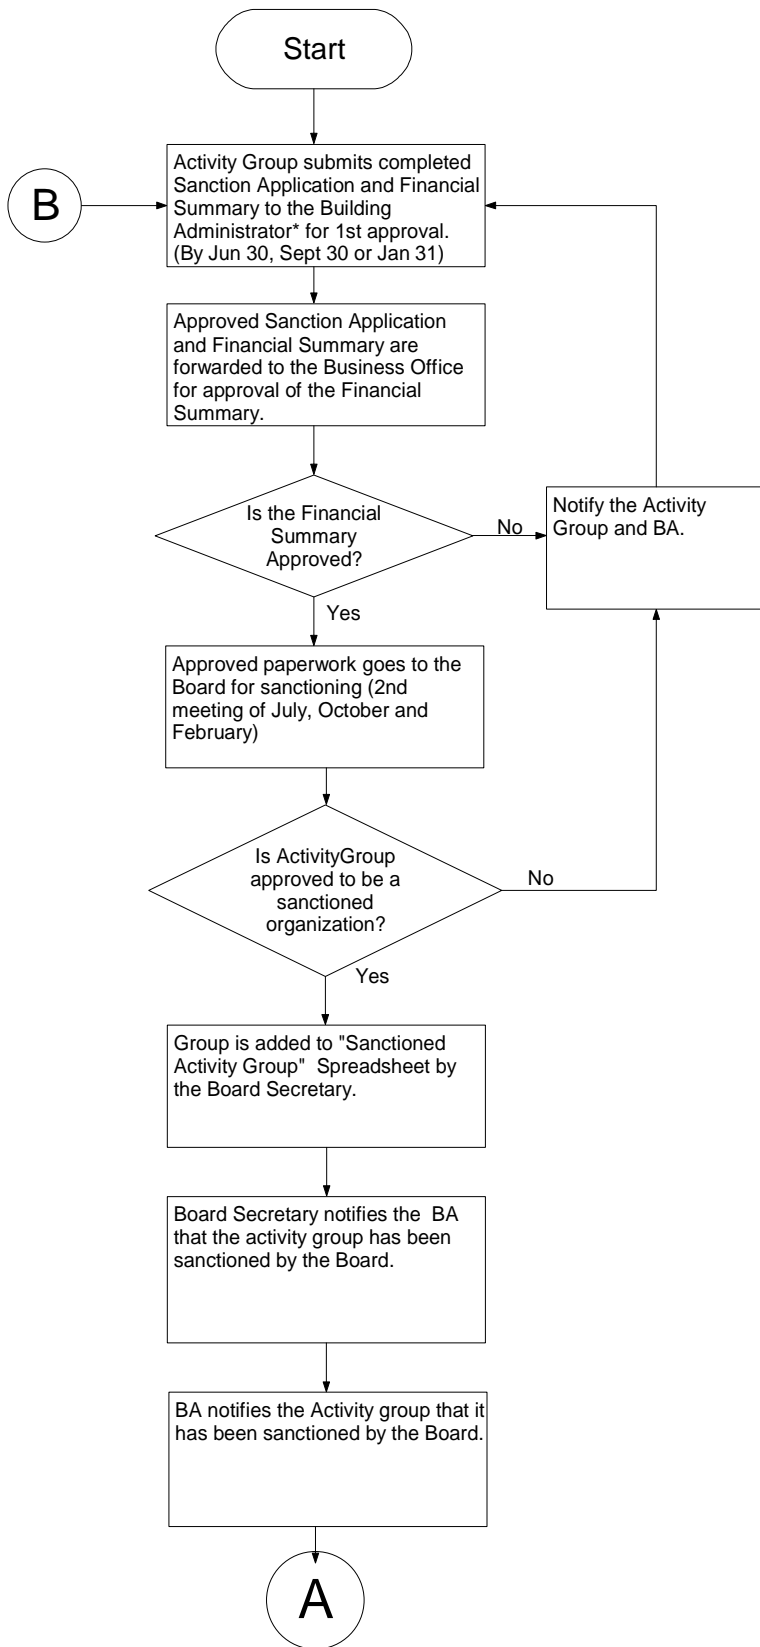 Start
B
Activity Group submits completed
Sanction Application and Financial
Summary to the Building
Administrator* for 1st approval.
(By Jun 30, Sept 30 or Jan 31)
Approved Sanction Application
and Financial Summary are
forwarded to the Business Office
for approval of the Financial
Summary.
Is the Financial
Summary
Approved?
No
Notify the Activity
Group and BA.
Yes
Approved paperwork goes to the
Board for sanctioning (2nd
meeting of July, October and
February)
Is ActivityGroup
approved to be a
sanctioned
organization?
No
Yes
Group is added to "Sanctioned
Activity Group" Spreadsheet by
the Board Secretary.
Board Secretary notifies the BA
that the activity group has been
sanctioned by the Board.
BA notifies the Activity group that it
has been sanctioned by the Board.
A